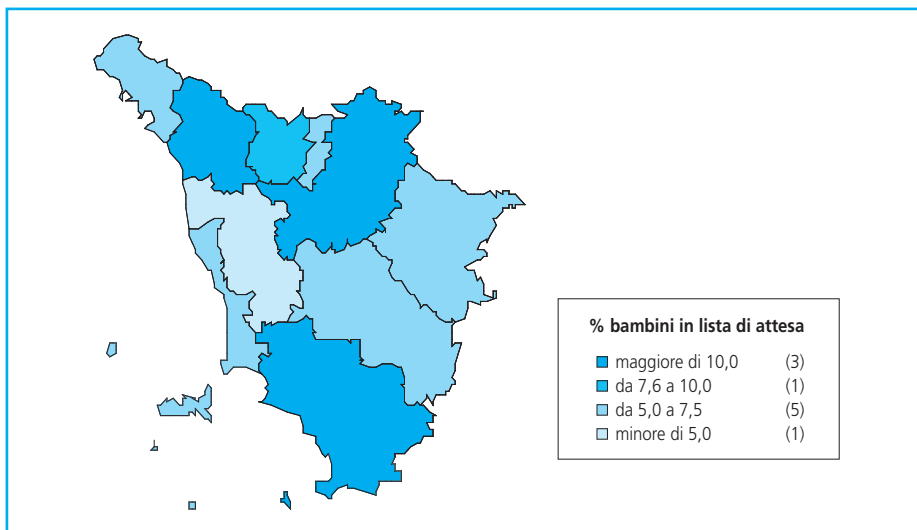 % bambini in lista di attesa
maggiore di 10,0 (3)
da 7,6 a 10,0 (1)
da 5,0 a 7,5 (5)
minore di 5,0 (1)